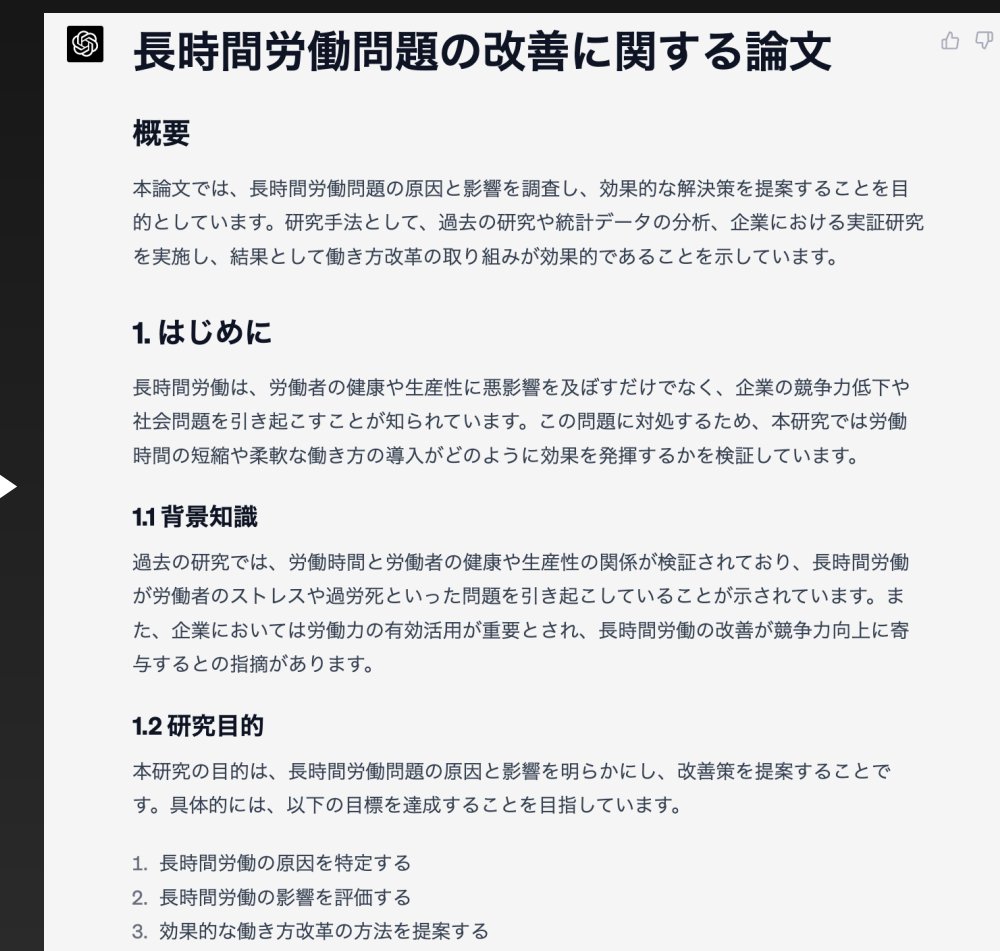 長時間労働問題の改善に関する論文
概要
本論文では、長時間労働問題の原因と影響を調査し、効果的な解決策を提案することを目
的としています。研究手法として、過去の研究や統計データの分析、企業における実証研究
を実施し、結果として働き方改革の取り組みが効果的であることを示しています。
1. はじめに
長時間労働は、労働者の健康や生産性に悪影響を及ぼすだけでなく、企業の競争力低下や
社会問題を引き起こすことが知られています。この問題に対処するため、本研究では労働
時間の短縮や柔軟な働き方の導入がどのように効果を発揮するかを検証しています。
1.1 背景知識
過去の研究では、労働時間と労働者の健康や生産性の関係が検証されており、長時間労働
が労働者のストレスや過労死といった問題を引き起こしていることが示されています。ま
た、企業においては労働力の有効活用が重要とされ、長時間労働の改善が競争力向上に寄
与するとの指摘があります。
1.2 研究目的
本研究の目的は、長時間労働問題の原因と影響を明らかにし、改善策を提案することで
す。具体的には、以下の目標を達成することを目指しています。
1. 長時間労働の原因を特定する
2. 長時間労働の影響を評価する
3. 効果的な働き方改革の方法を提案する